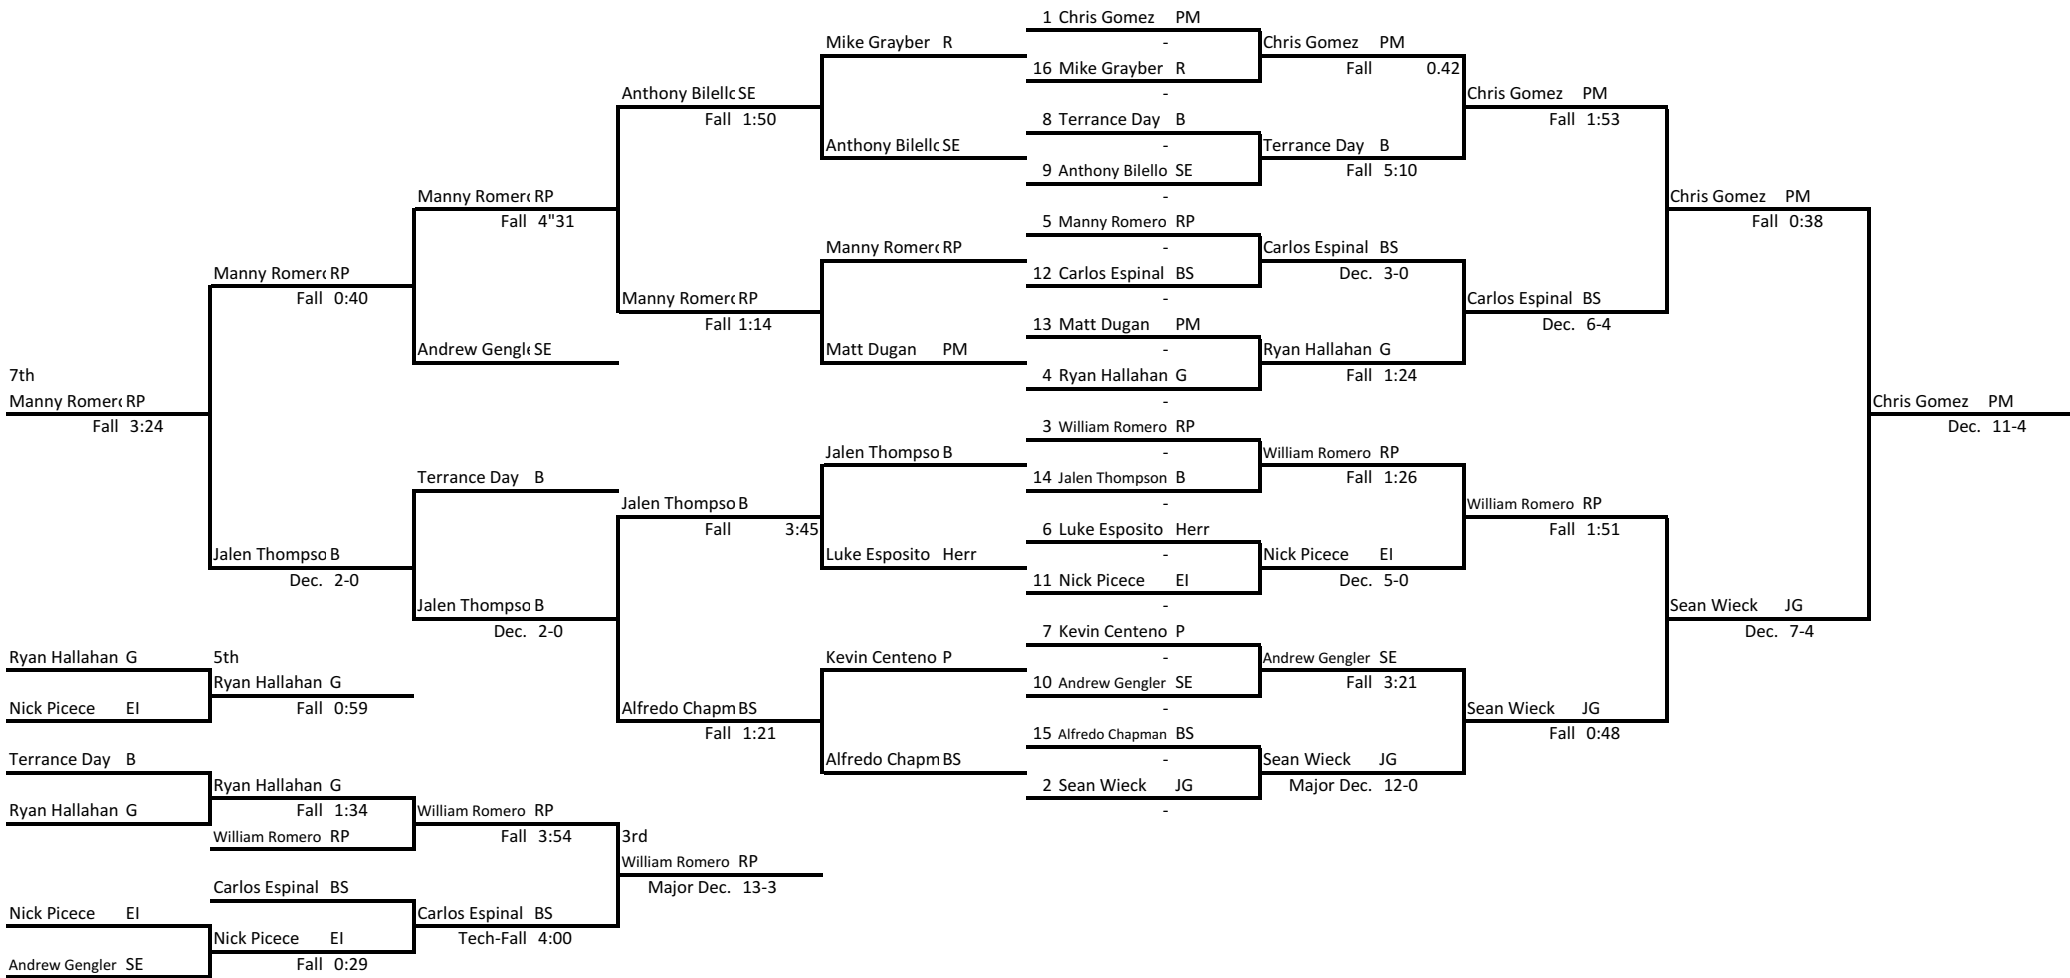 1 Chris Gomez PM
Mike Grayber R - Chris Gomez PM
16 Mike Grayber R Fall 0.42
Anthony Bilellc SE - Chris Gomez PM
Fall 1:50 8 Terrance Day B Fall 1:53
Anthony Bilellc SE - Terrance Day B
9 Anthony Bilello SE Fall 5:10
Manny Romerc RP - Chris Gomez PM
Fall 4"31 5 Manny Romero RP Fall 0:38
Manny Romerc RP - Carlos Espinal BS
Manny Romerc RP 12 Carlos Espinal BS Dec. 3-0
Fall 0:40 Manny Romerc RP - Carlos Espinal BS
Fall 1:14 13 Matt Dugan PM Dec. 6-4
Andrew Gengle SE Matt Dugan PM - Ryan Hallahan G
7th 4 Ryan Hallahan G Fall 1:24
Manny Romerc RP - Chris Gomez PM
Fall 3:24 3 William Romero RP Dec. 11-4
Jalen Thompso B - William Romero RP
Terrance Day B 14 Jalen Thompson B Fall 1:26
Jalen Thompso B - William Romero RP
Fall 3:45 6 Luke Esposito Herr Fall 1:51
Jalen Thompso B Luke Esposito Herr - Nick Picece EI
Dec. 2-0 11 Nick Picece EI Dec. 5-0
Jalen Thompso B - Sean Wieck JG
Dec. 2-0 7 Kevin Centeno P Dec. 7-4
Ryan Hallahan G 5th Kevin Centeno P - Andrew Gengler SE
Ryan Hallahan G 10 Andrew Gengler SE Fall 3:21
Nick Picece EI Fall 0:59 Alfredo Chapm BS - Sean Wieck JG
Fall 1:21 15 Alfredo Chapman BS Fall 0:48
Terrance Day B Alfredo Chapm BS - Sean Wieck JG
Ryan Hallahan G 2 Sean Wieck JG Major Dec. 12-0
Ryan Hallahan G Fall 1:34 William Romero RP -
William Romero RP Fall 3:54 3rd
William Romero RP
Carlos Espinal BS Major Dec. 13-3
Nick Picece EI Carlos Espinal BS
Nick Picece EI Tech-Fall 4:00
Andrew Gengler SE Fall 0:29